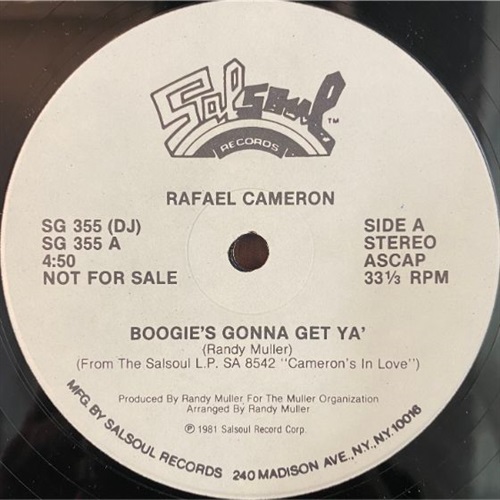 Salsoul TM
RECORDS
RAFAEL CAMERON
SG 355 (DJ)
SG 355 A
4:50
NOT FOR SALE
SIDE A
STEREO
ASCAP
33⅓ RPM
BOOGIE'S GONNA GET YA'
(Randy Muller)
(From The Salsoul L.P. SA 8542 "Cameron's In Love")
Produced By Randy Muller For The Muller Organization
Arranged By Randy Muller
℗ 1981 Salsoul Record Corp.
MFG. BY SALSOUL RECORDS 240 MADISON AVE., N.Y., N.Y. 10016